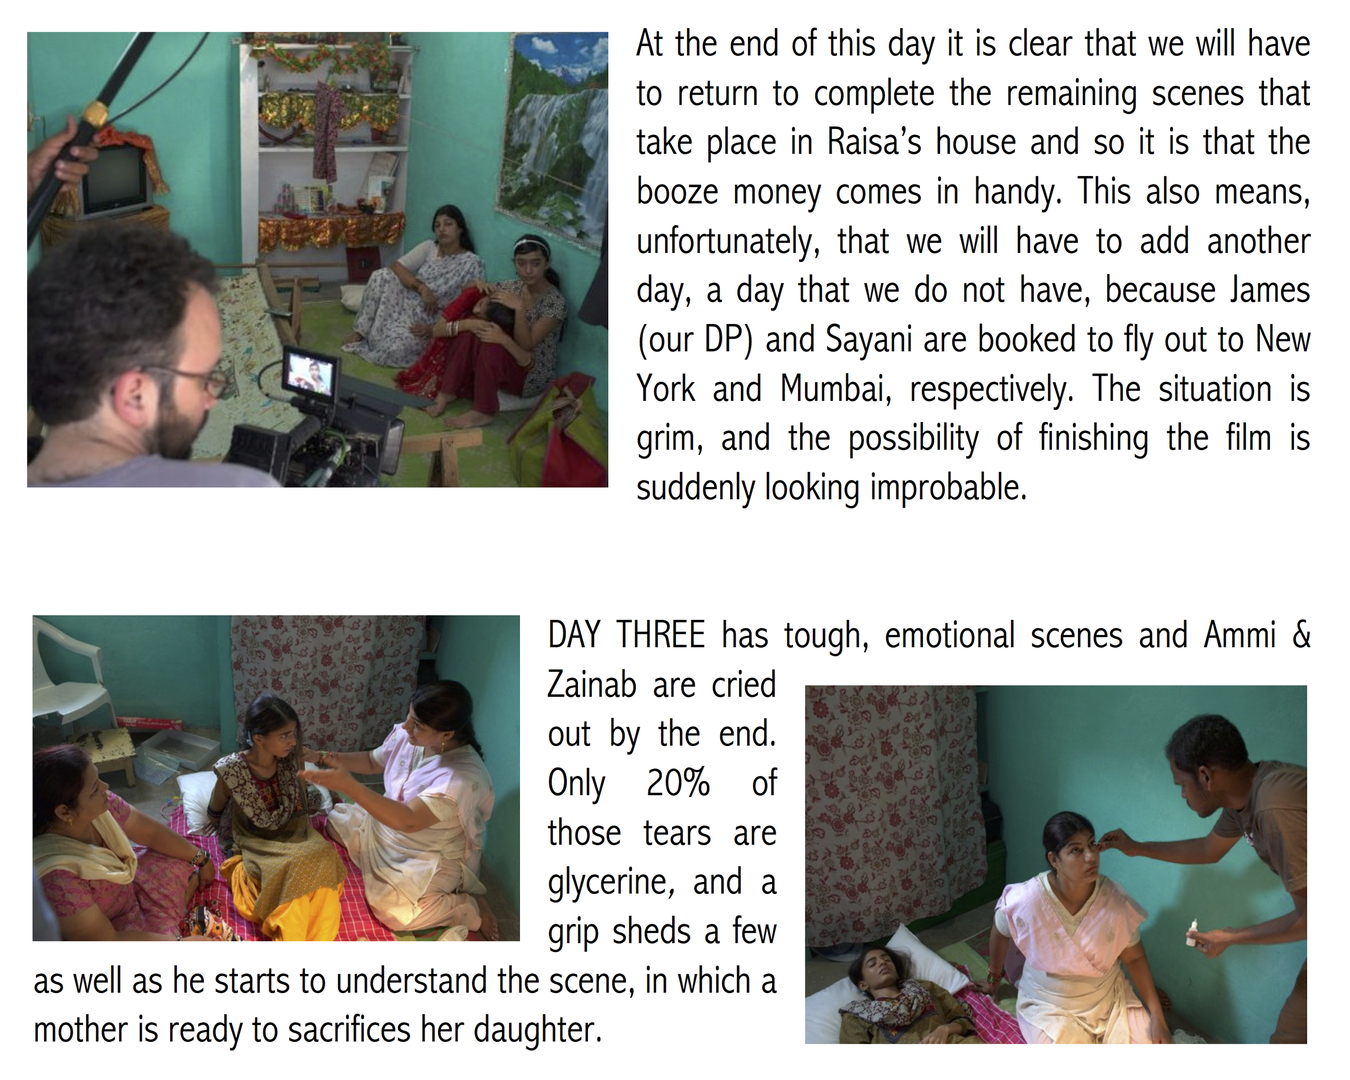 At the end of this day it is clear that we will have
to return to complete the remaining scenes that
take place in Raisa’s house and so it is that the
booze money comes in handy. This also means,
unfortunately, that we will have to add another
day, a day that we do not have, because James
(our DP) and Sayani are booked to fly out to New
York and Mumbai, respectively. The situation is
grim, and the possibility of finishing the film is
suddenly looking improbable.
DAY THREE has tough, emotional scenes and Ammi &
Zainab are cried
out by the end.
Only 20% of
those tears are
glycerine, and a
grip sheds a few
as well as he starts to understand the scene, in which a
mother is ready to sacrifices her daughter.